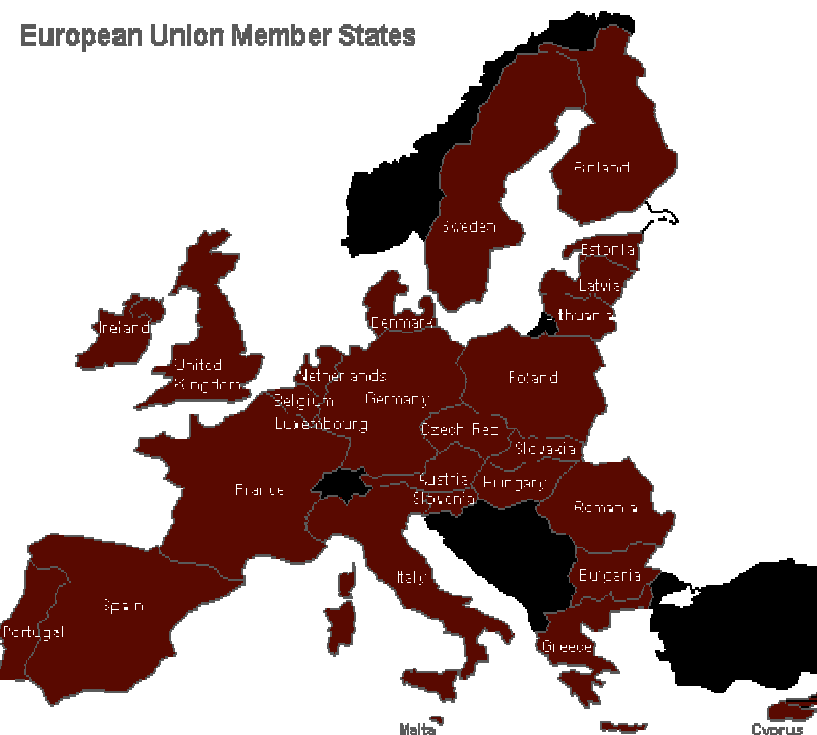 European Union Member States
Finland
Sweden
Estonia
Latvia
Lithuania
Denmark
Ireland
United
Kingdom
Netherlands
Poland
Belgium
Germany
Luxembourg
Czech Rep
Slovakia
Austria
Hungary
France
Slovenia
Romania
Italy
Bulgaria
Spain
Portugal
Greece
Malta
Cyprus